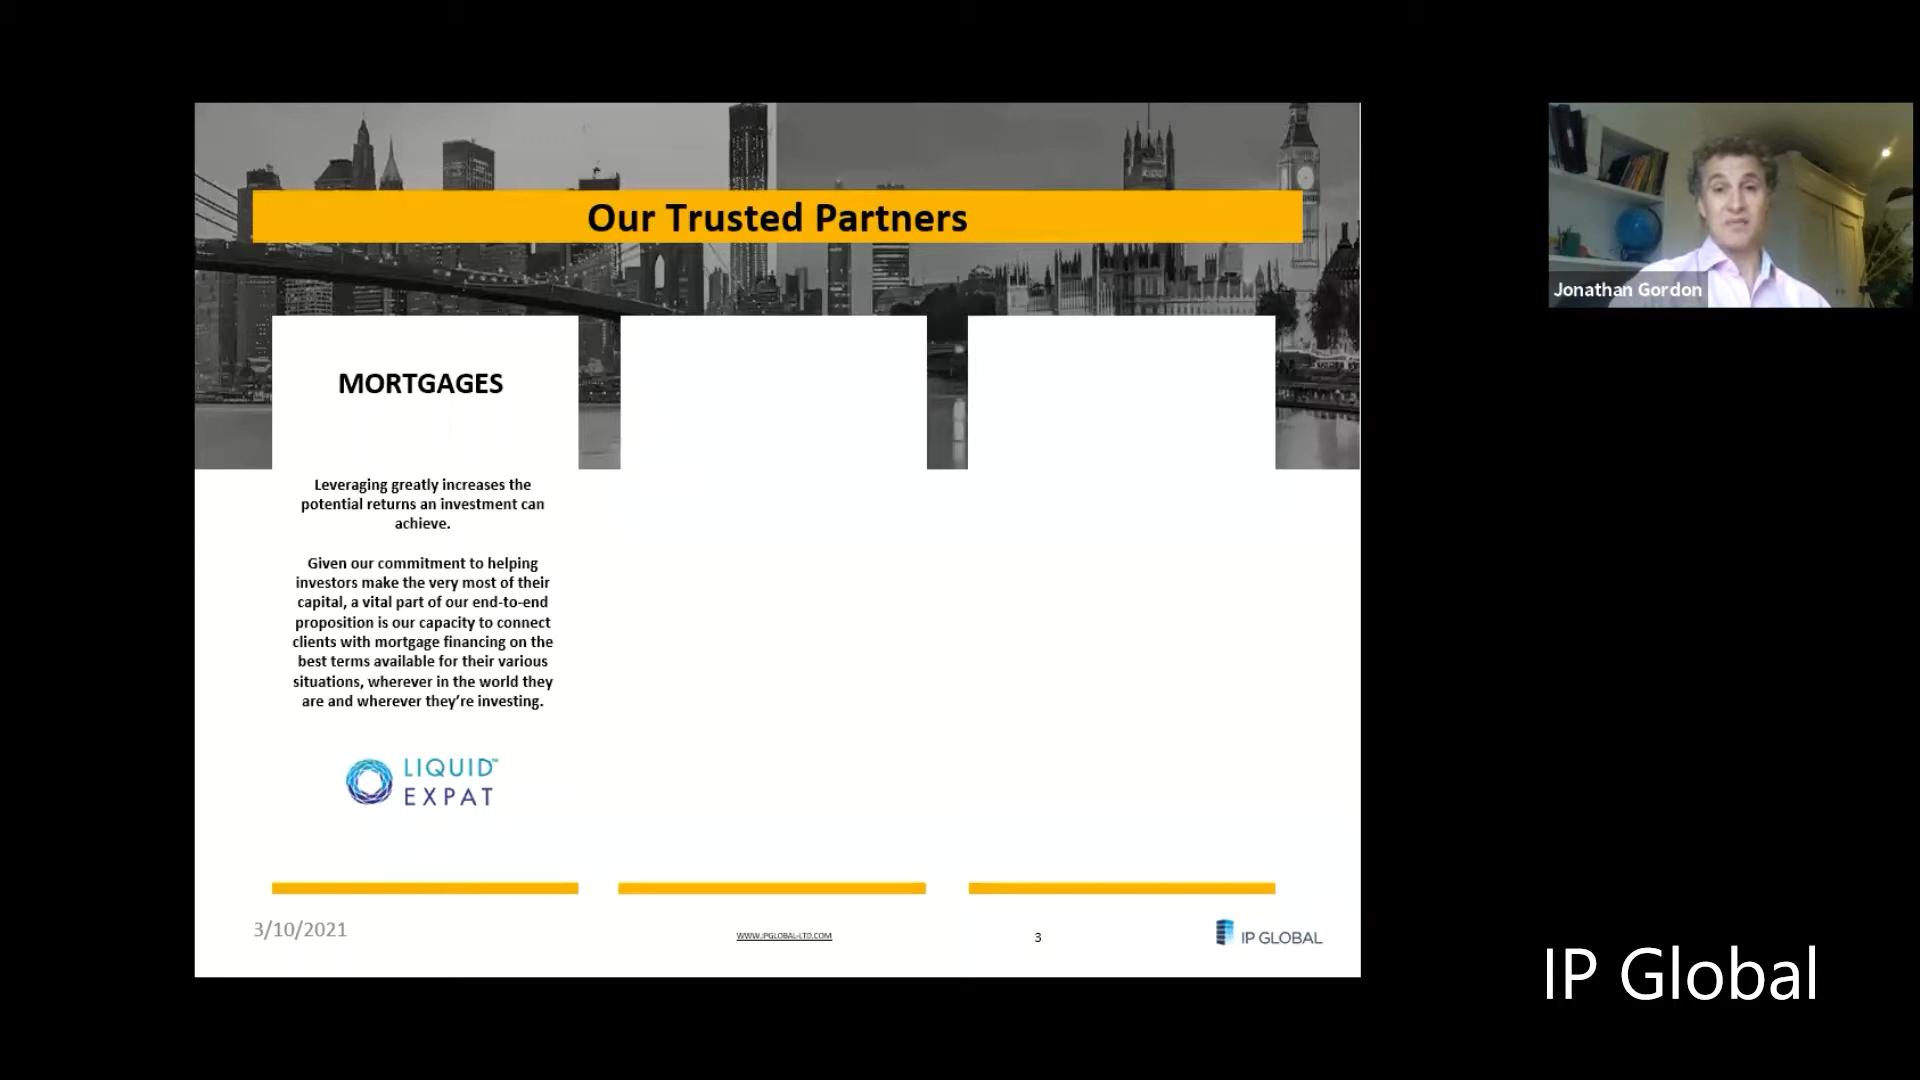 Our Trusted Partners
MORTGAGES
Leveraging greatly increases the
potential returns an investment can
achieve.
Given our commitment to helping
investors make the very most of their
capital, a vital part of our end-to-end
proposition is our capacity to connect
clients with mortgage financing on the
best terms available for their various
situations, wherever in the world they
are and wherever they’re investing.
LIQUID™
EXPAT
3/10/2021
WWW.IPGLOBAL-LTD.COM
3
IP GLOBAL
Jonathan Gordon
IP Global